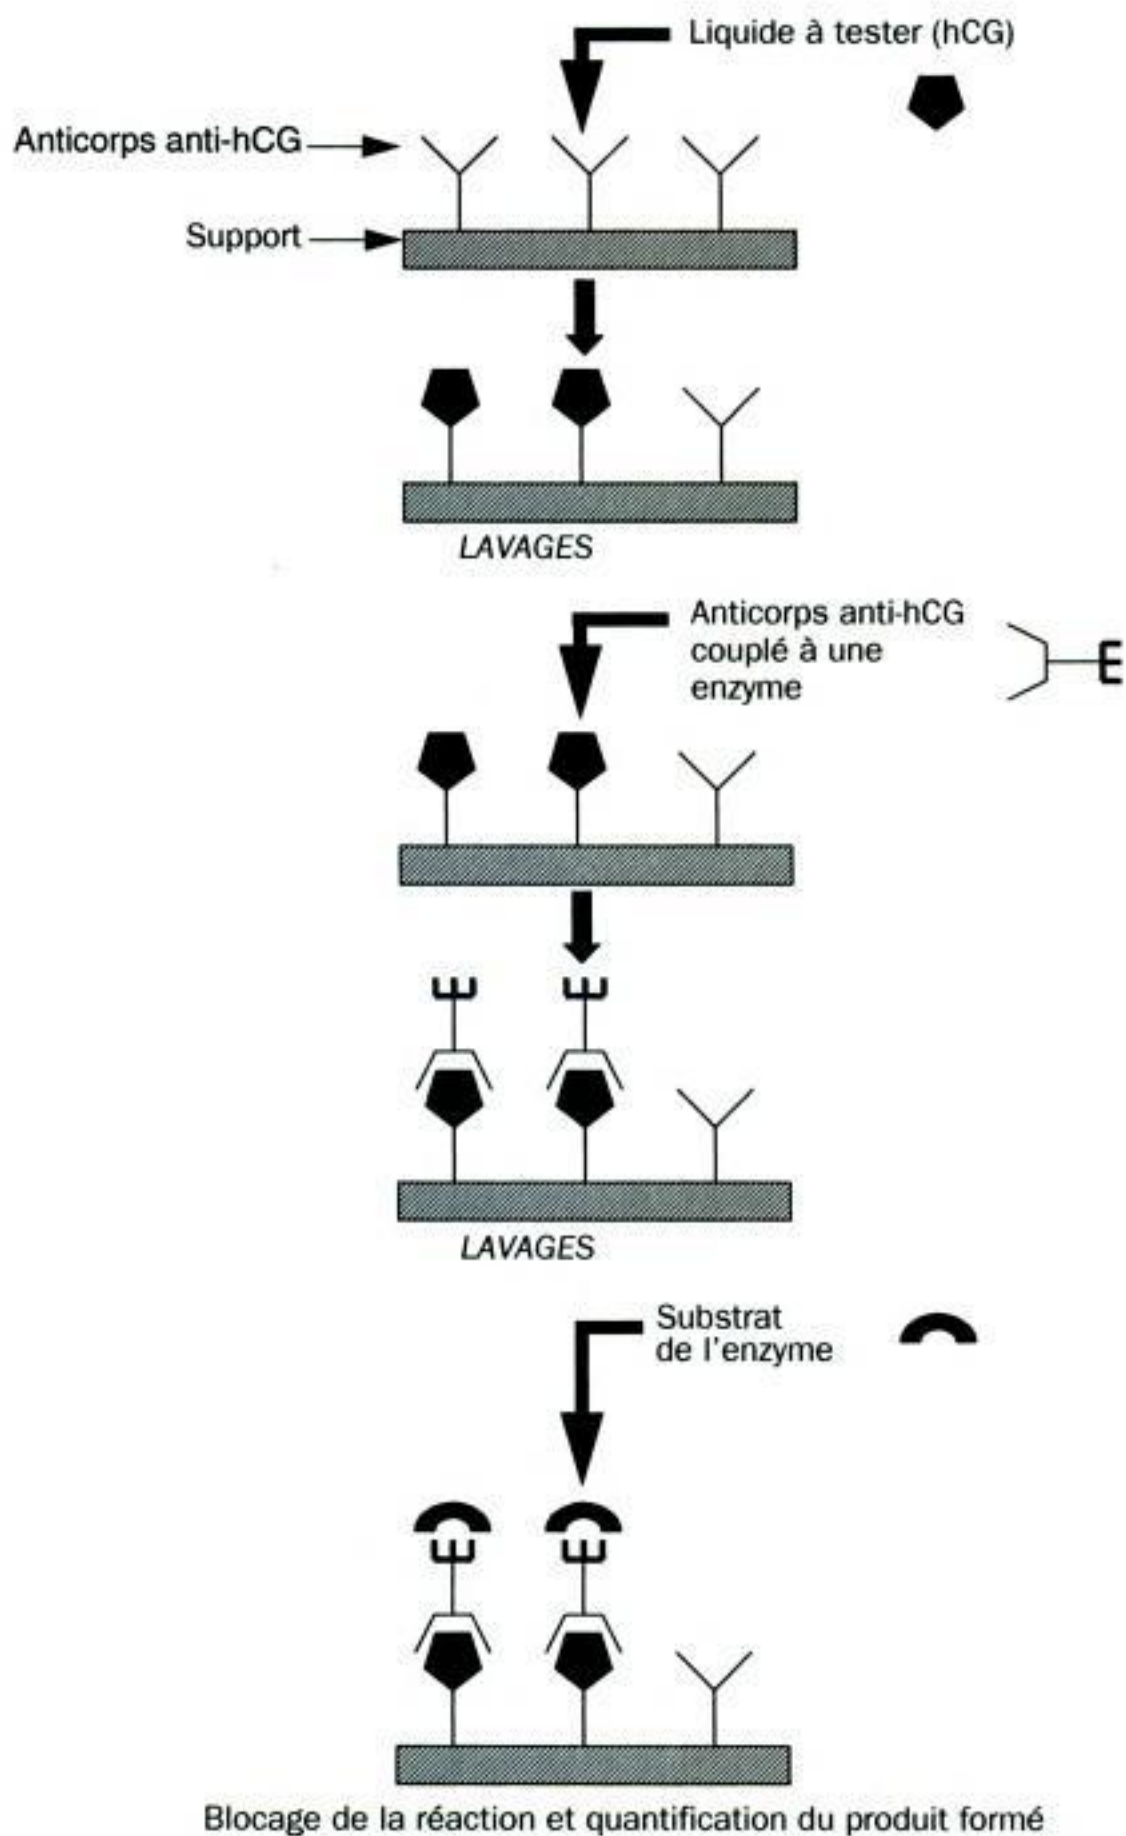 Liquide à tester (hCG)
Anticorps anti-hCG
Support
LAVAGES
Anticorps anti-hCG
couplé à une
enzyme
E
E
E
LAVAGES
Substrat
de l'enzyme
E
E
Blocage de la réaction et quantification du produit formé